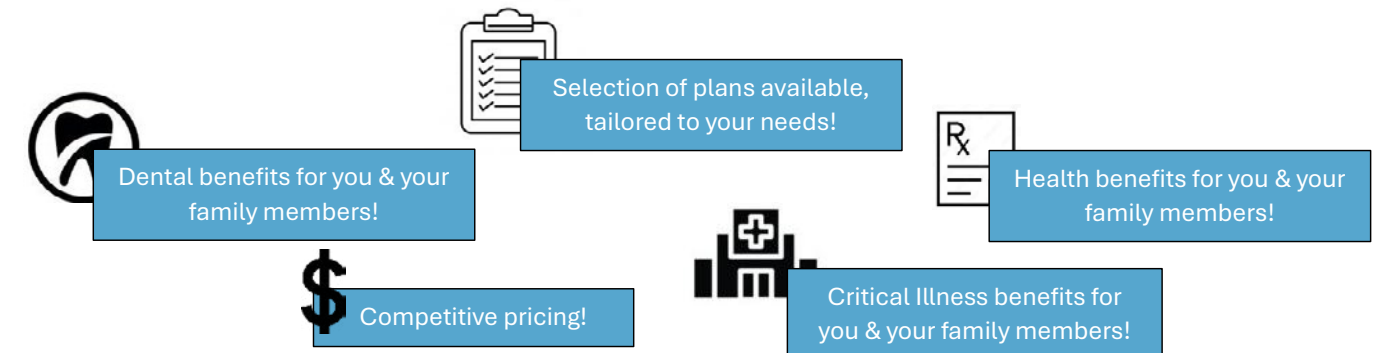 Selection of plans available,
tailored to your needs!
Dental benefits for you & your
family members!
Rx
Health benefits for you & your
family members!
$
Competitive pricing!
Critical Illness benefits for
you & your family members!